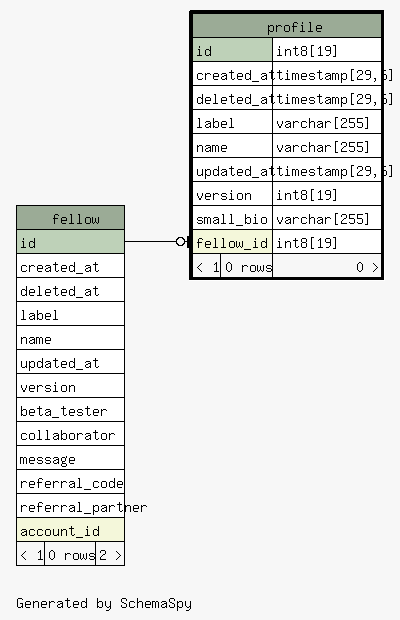 profile
id int8[19]
created_at timestamp[29,6]
deleted_at timestamp[29,6]
label varchar[255]
name varchar[255]
updated_at timestamp[29,6]
version int8[19]
small_bio varchar[255]
fellow_id int8[19]
< 1 0 rows 0 >
fellow
id
created_at
deleted_at
label
name
updated_at
version
beta_tester
collaborator
message
referral_code
referral_partner
account_id
< 1 0 rows 2 >
Generated by SchemaSpy